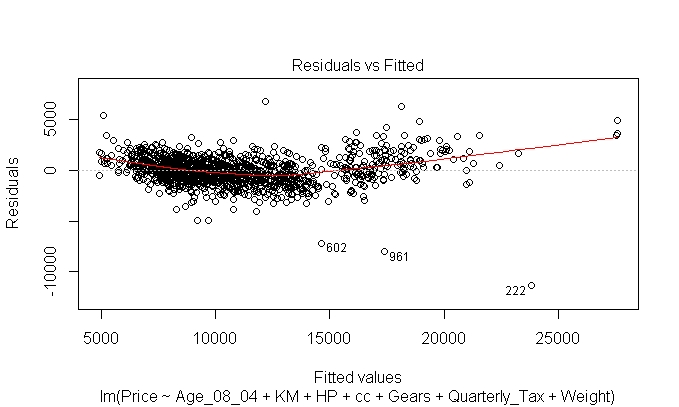 Residuals vs Fitted
Residuals
5000
0
-10000
602
961
222
5000 10000 15000 20000 25000
Fitted values
lm(Price ~ Age_08_04 + KM + HP + cc + Gears + Quarterly_Tax + Weight)